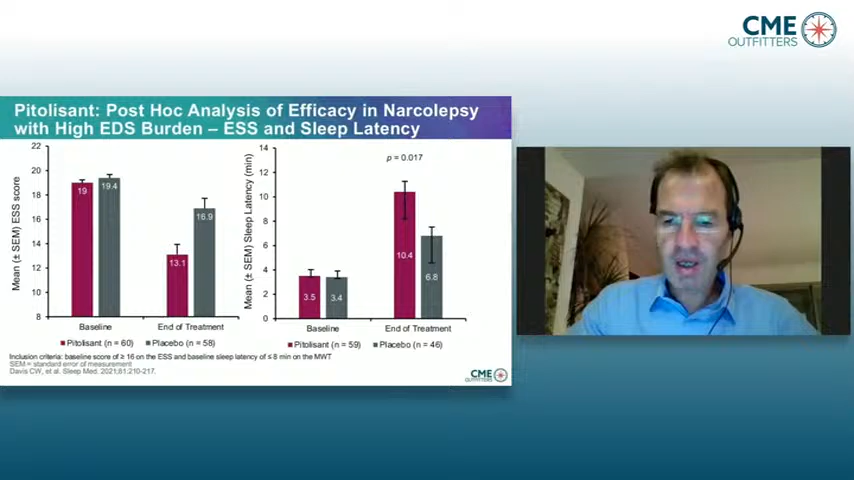 CME
OUTFITTERS
Pitolisant: Post Hoc Analysis of Efficacy in Narcolepsy
with High EDS Burden – ESS and Sleep Latency
Mean (± SEM) ESS score
22
20
18
16
14
12
10
8
19
19.4
13.1
16.9
Baseline
End of Treatment
Pitolisant (n = 60)
Placebo (n = 58)
Mean (± SEM) Sleep Latency (min)
14
12
10
8
6
4
2
0
p = 0.017
3.5
3.4
10.4
6.8
Baseline
End of Treatment
Pitolisant (n = 59)
Placebo (n = 46)
Inclusion criteria: baseline score of ≥ 16 on the ESS and baseline sleep latency of ≤ 8 min on the MWT
SEM = standard error of measurement
Davis CW, et al. Sleep Med. 2021;81:210-217.
CME
OUTFITTERS